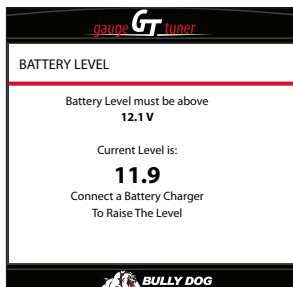 gauge GT tuner
BATTERY LEVEL
Battery Level must be above
12.1 V
Current Level is:
11.9
Connect a Battery Charger
To Raise The Level
BULLY DOG